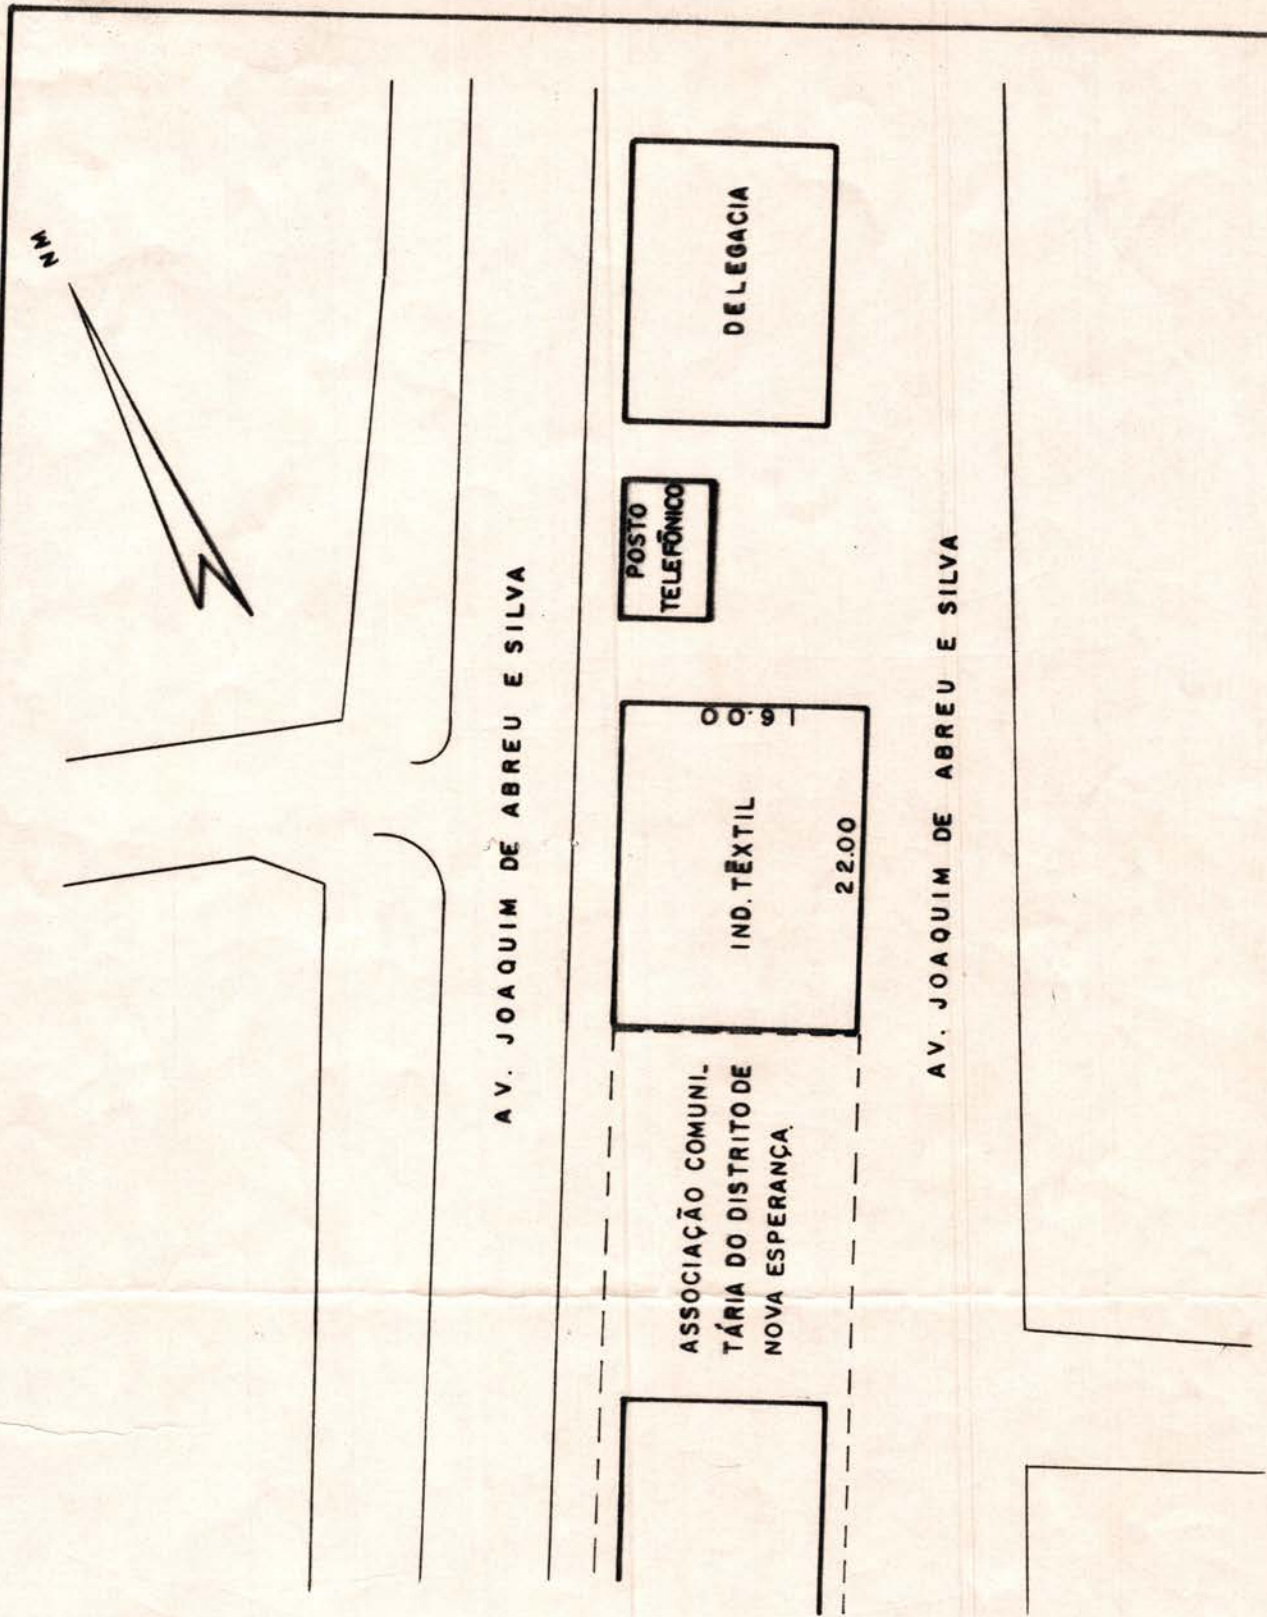 NM
AV. JOAQUIM DE ABREU E SILVA
ASSOCIAÇÃO COMUNI_
TÁRIA DO DISTRITO DE
NOVA ESPERANÇA.
IND. TÊXTIL
22.00
16.00
POSTO
TELEFÔNICO
DELEGACIA
AV. JOAQUIM DE ABREU E SILVA